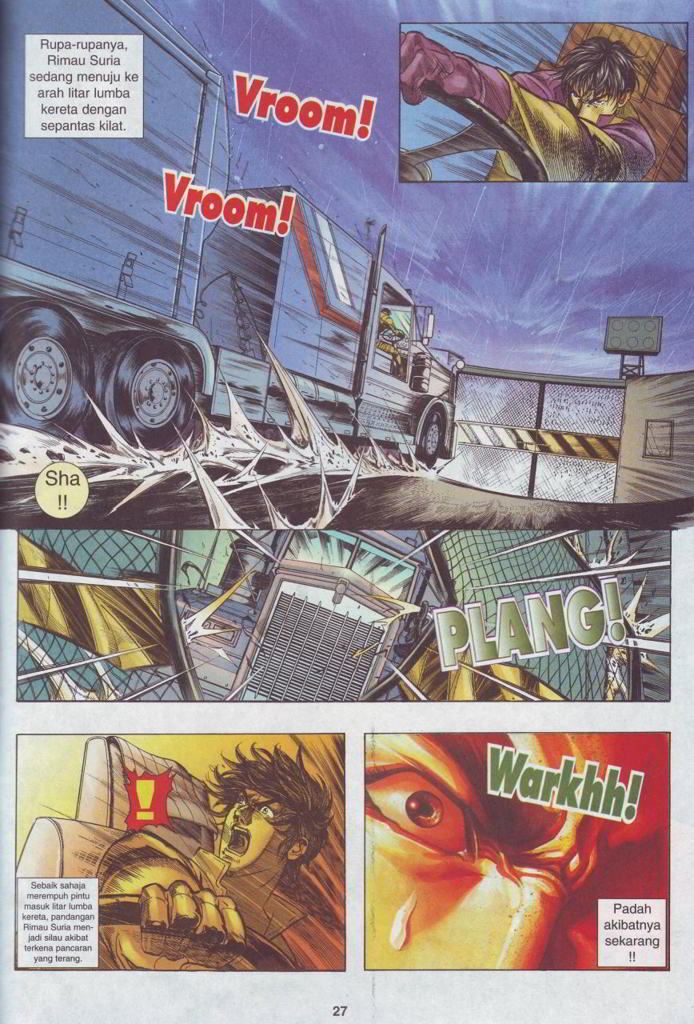 Rupa-rupanya,
Rimau Suria
sedang menuju ke
arah litar lumba
kereta dengan
sepantas kilat.
Vroom!
Vroom!
Sha
!!
PLANG!
!
Sebaik sahaja
merempuh pintu
masuk litar lumba
kereta, pandangan
Rimau Suria men-
jadi silau akibat
terkena pancaran
yang terang.
Warkhh!
Padah
akibatnya
sekarang
!!
27